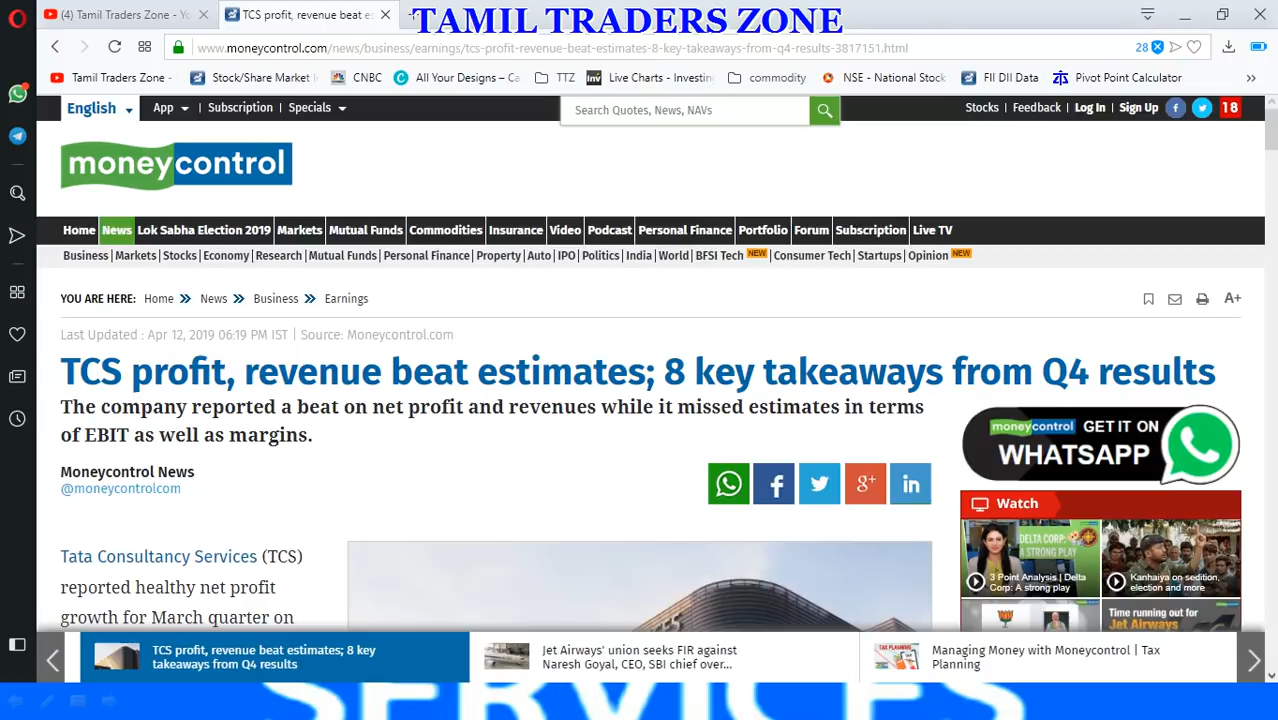 (4) Tamil Traders Zone - Yo
TCS profit, revenue beat es
TAMIL TRADERS ZONE
www.moneycontrol.com/news/business/earnings/tcs-profit-revenue-beat-estimates-8-key-takeaways-from-q4-results-3817151.html
28
Tamil Traders Zone -
Stock/Share Market I
CNBC
All Your Designs – Ca
TTZ
Live Charts - Investing
commodity
NSE - National Stock
FII DII Data
Pivot Point Calculator
English
App
Subscription
Specials
Search Quotes, News, NAVs
Stocks
Feedback
Log In
Sign Up
18
moneycontrol
Home
News
Lok Sabha Election 2019
Markets
Mutual Funds
Commodities
Insurance
Video
Podcast
Personal Finance
Portfolio
Forum
Subscription
Live TV
Business | Markets | Stocks | Economy | Research | Mutual Funds | Personal Finance | Property | Auto | IPO | Politics | India | World | BFSI Tech NEW | Consumer Tech | Startups | Opinion NEW
YOU ARE HERE: Home News Business Earnings
A+
Last Updated : Apr 12, 2019 06:19 PM IST | Source: Moneycontrol.com
TCS profit, revenue beat estimates; 8 key takeaways from Q4 results
The company reported a beat on net profit and revenues while it missed estimates in terms
of EBIT as well as margins.
moneycontrol GET IT ON
WHATSAPP
Moneycontrol News
@moneycontrolcom
Watch
DELTA CORP:
A STRONG PLAY
3 Point Analysis | Delta
Corp: A strong play
Kanhaiya on sedition,
election and more
Time running out for
Jet Airways
Tata Consultancy Services (TCS)
reported healthy net profit
growth for March quarter on
TCS profit, revenue beat estimates; 8 key
takeaways from Q4 results
Jet Airways' union seeks FIR against
Naresh Goyal, CEO, SBI chief over...
TAX PLANNING
Managing Money with Moneycontrol | Tax
Planning
SERVICES